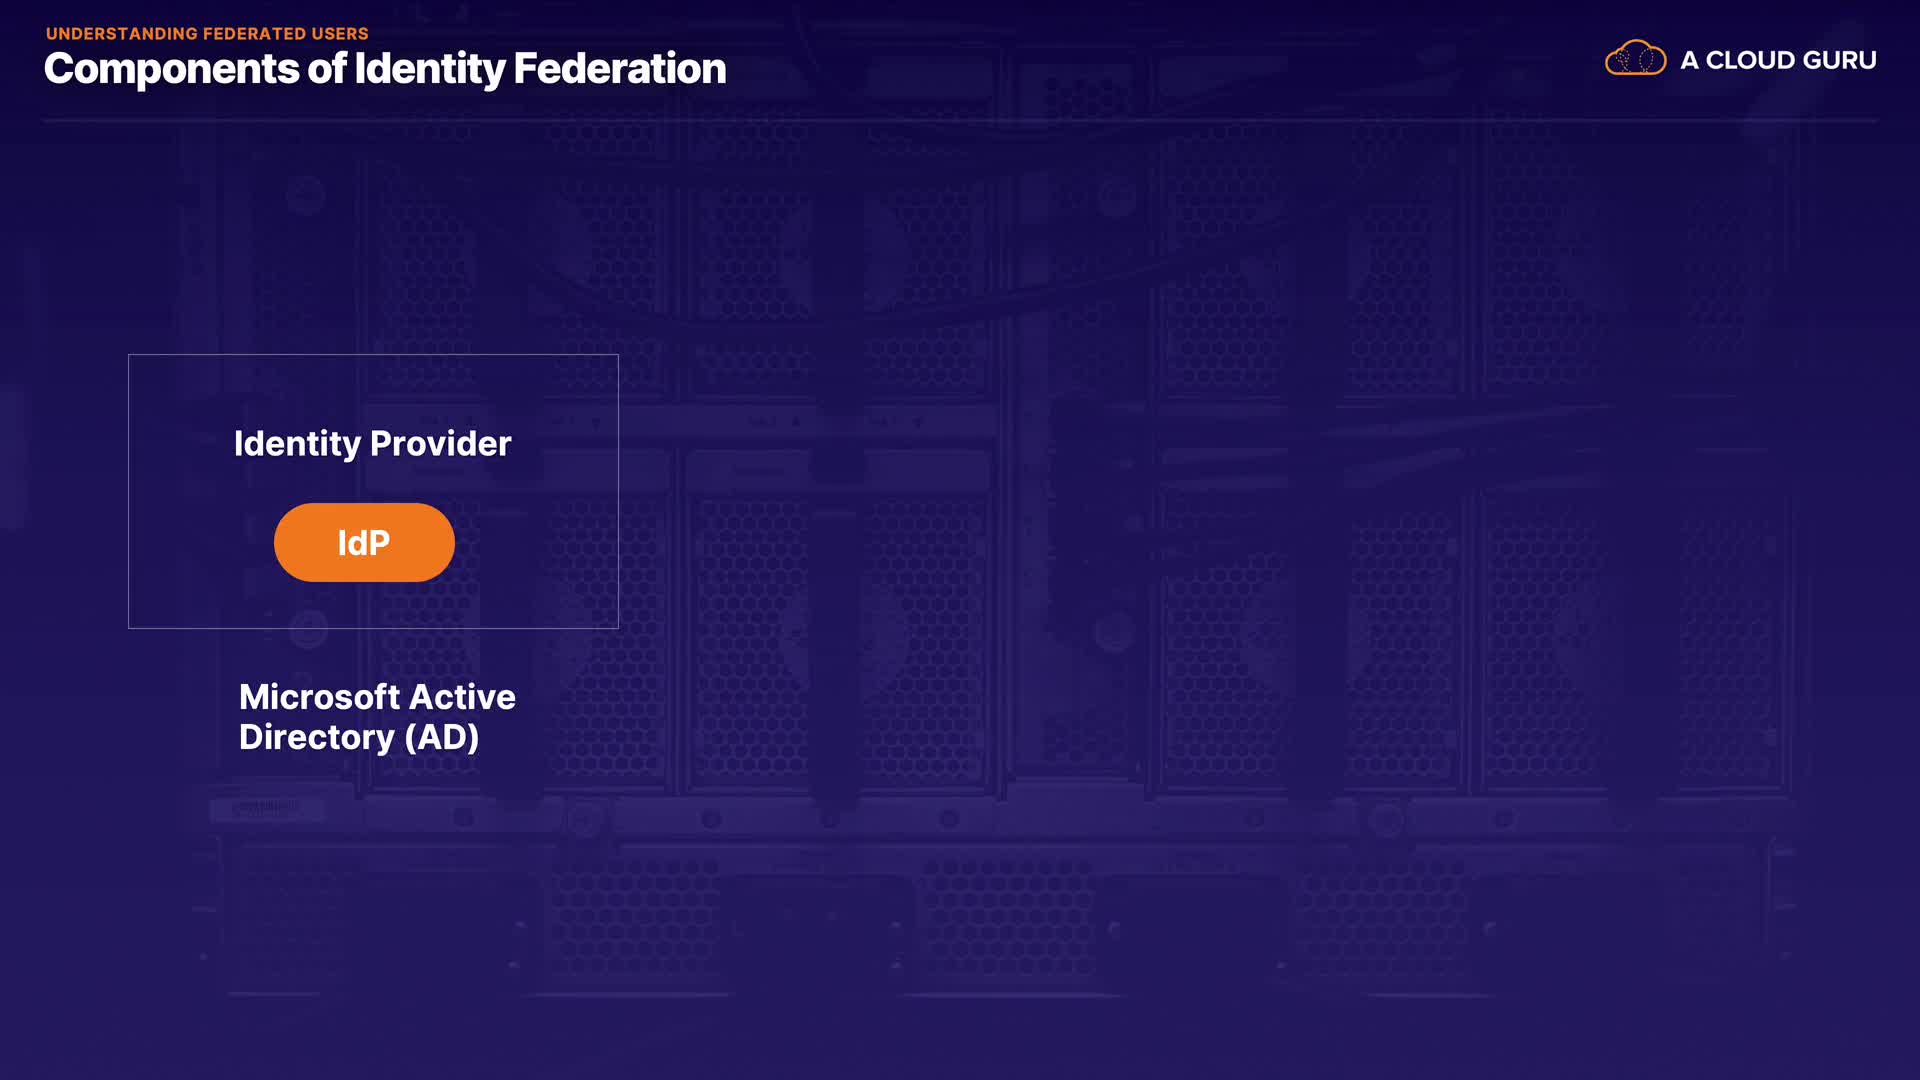 UNDERSTANDING FEDERATED USERS
Components of Identity Federation
A CLOUD GURU
Identity Provider
IdP
Microsoft Active
Directory (AD)